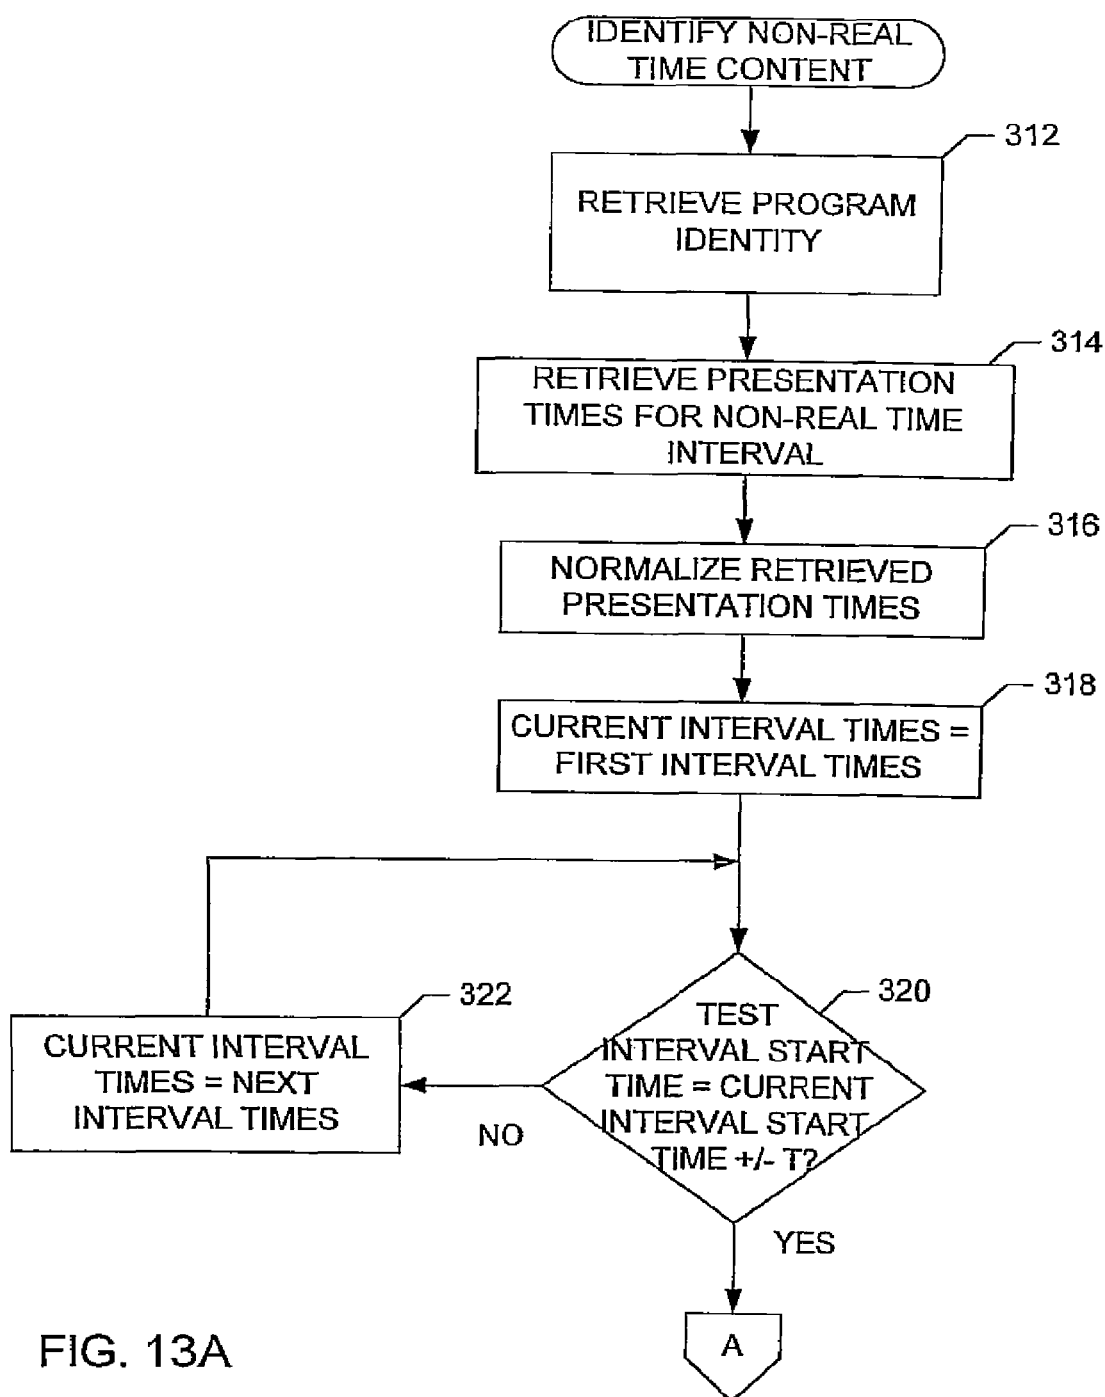 IDENTIFY NON-REAL
TIME CONTENT
312
RETRIEVE PROGRAM
IDENTITY
314
RETRIEVE PRESENTATION
TIMES FOR NON-REAL TIME
INTERVAL
316
NORMALIZE RETRIEVED
PRESENTATION TIMES
318
CURRENT INTERVAL TIMES =
FIRST INTERVAL TIMES
322
CURRENT INTERVAL
TIMES = NEXT
INTERVAL TIMES
320
TEST
INTERVAL START
TIME = CURRENT
INTERVAL START
TIME +/- T?
NO
YES
A
FIG. 13A